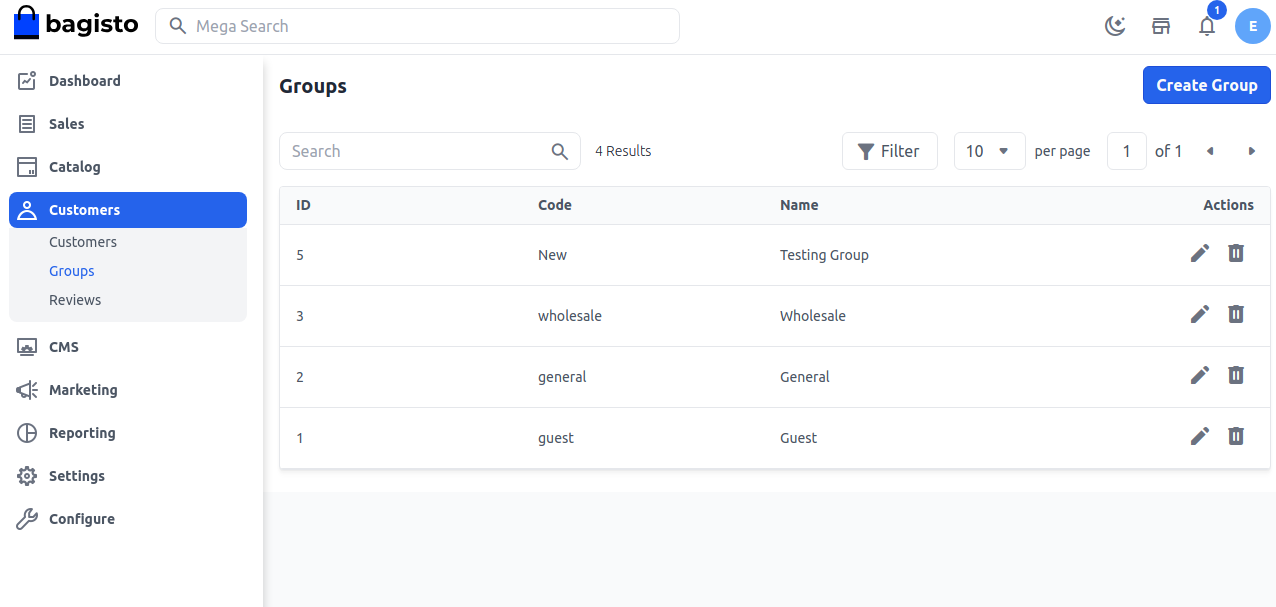 bagisto
Mega Search
1
E
Dashboard
Sales
Catalog
Customers
Customers
Groups
Reviews
CMS
Marketing
Reporting
Settings
Configure
Groups
Create Group
Search
4 Results
Filter
10
per page
1
of 1
ID Code Name Actions
5 New Testing Group
3 wholesale Wholesale
2 general General
1 guest Guest